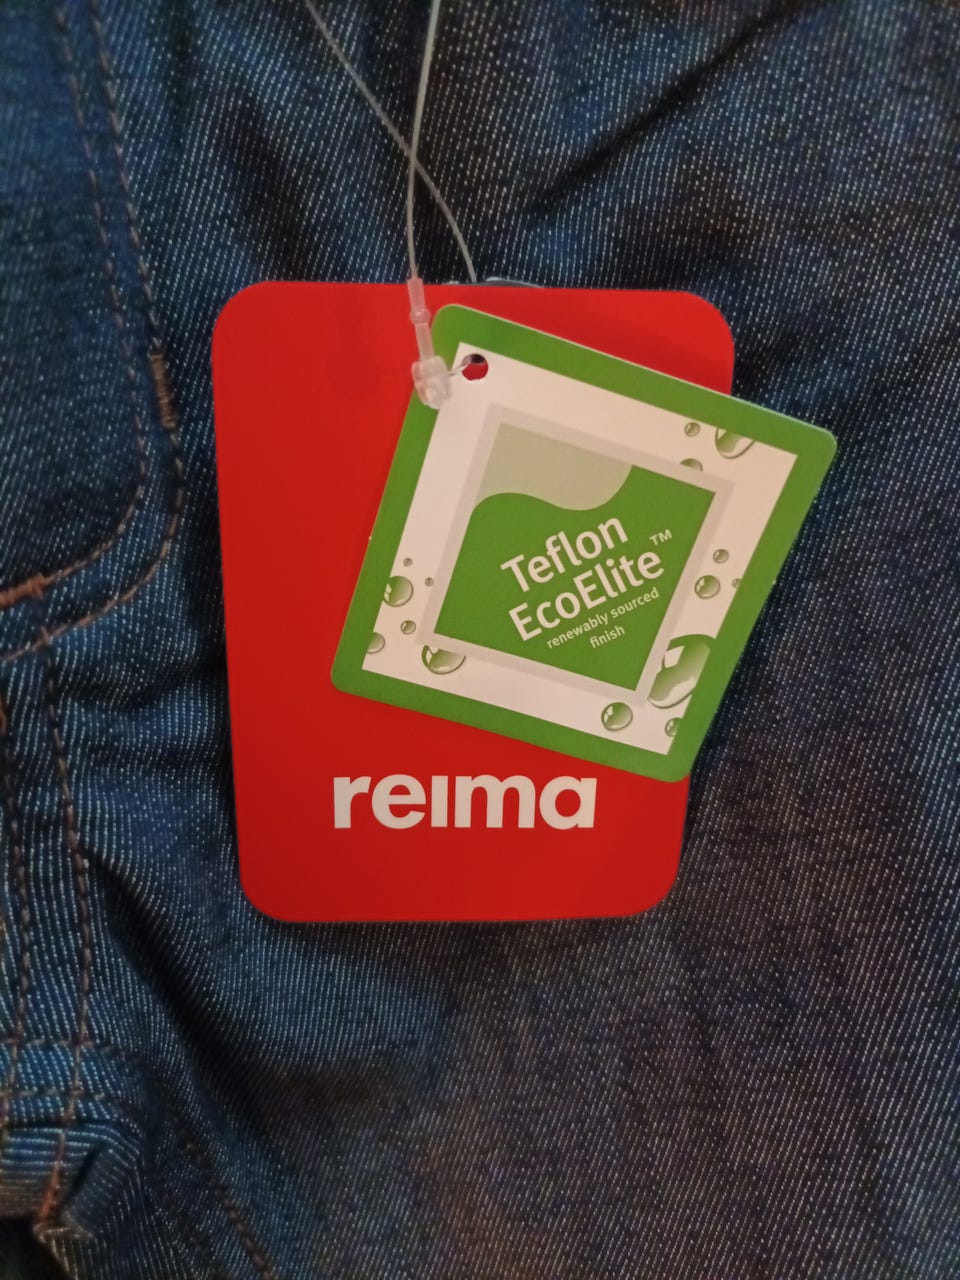 Teflon
EcoElite™
renewably sourced
finish
reima